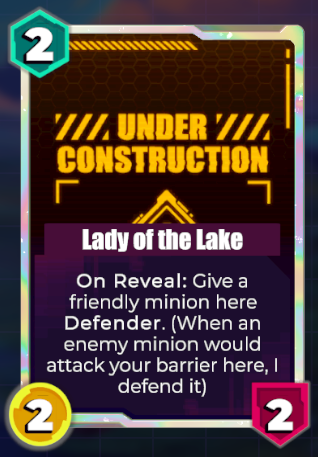 2
//// UNDER ////
CONSTRUCTION
Lady of the Lake
On Reveal: Give a
friendly minion here
Defender. (When an
enemy minion would
attack your barrier here, I
defend it)
2
2